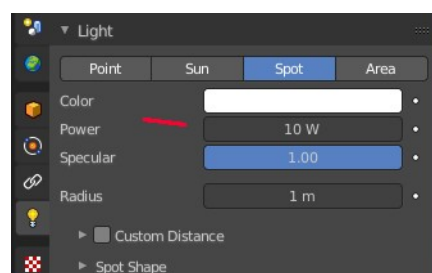 Light
Point Sun Spot Area
Color
Power 10 W
Specular 1.00
Radius 1 m
Custom Distance
Spot Shape